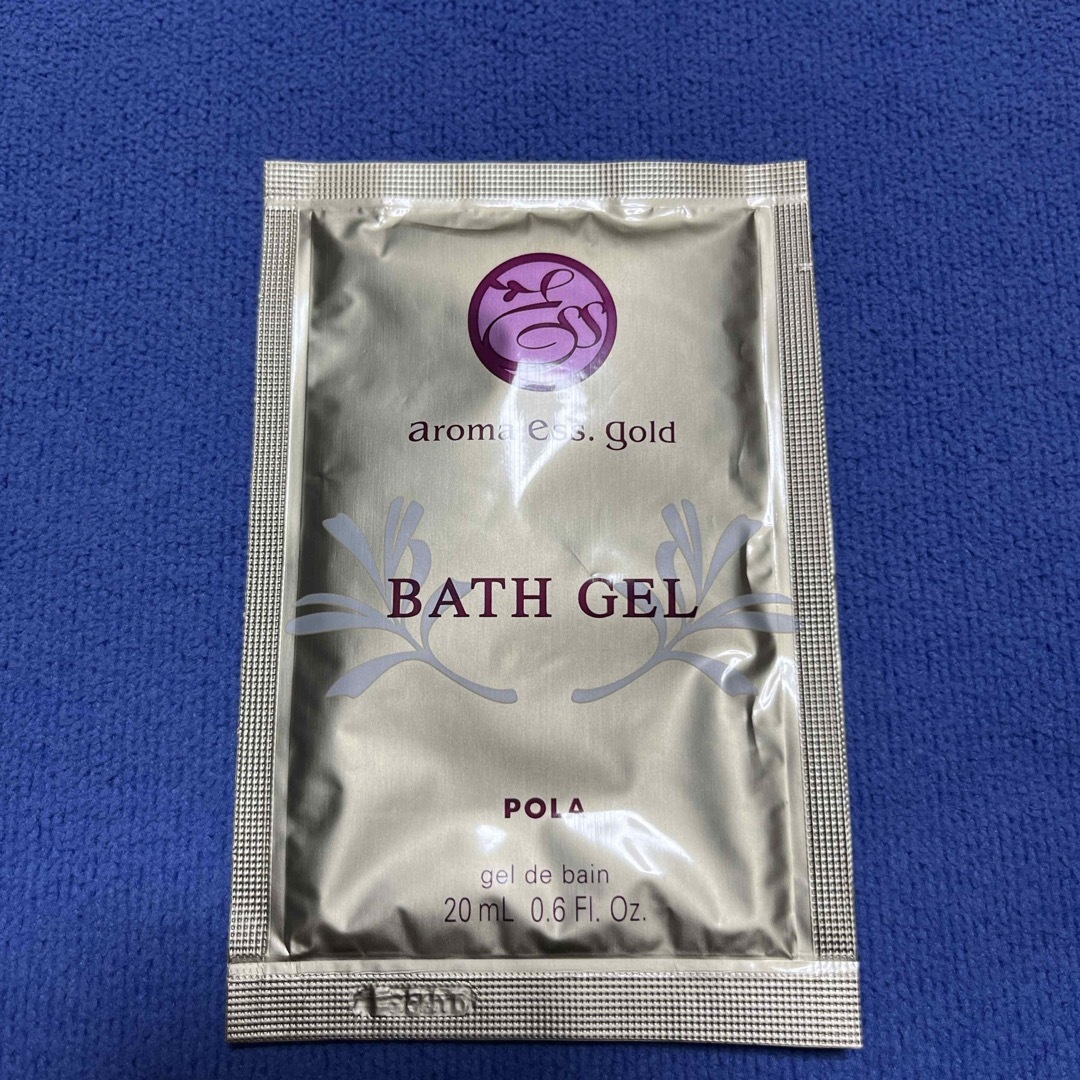 Ess
aroma ess. gold
BATH GEL
POLA
gel de bain
20 mL 0.6 Fl. Oz.